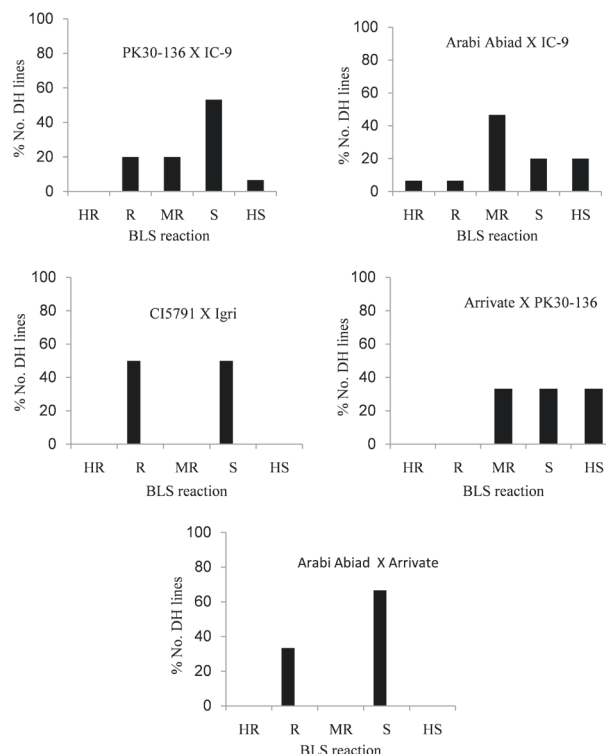 100
80
60
40
20
0
% No. DH lines
PK30-136 X IC-9
HR R MR S HS
BLS reaction
100
80
60
40
20
0
% No. DH lines
Arabi Abiad X IC-9
HR R MR S HS
BLS reaction
100
80
60
40
20
0
% No. DH lines
CI5791 X Igri
HR R MR S HS
BLS reaction
100
80
60
40
20
0
% No. DH lines
Arrivate X PK30-136
HR R MR S HS
BLS reaction
100
80
60
40
20
0
% No. DH lines
Arabi Abiad X Arrivate
HR R MR S HS
BLS reaction